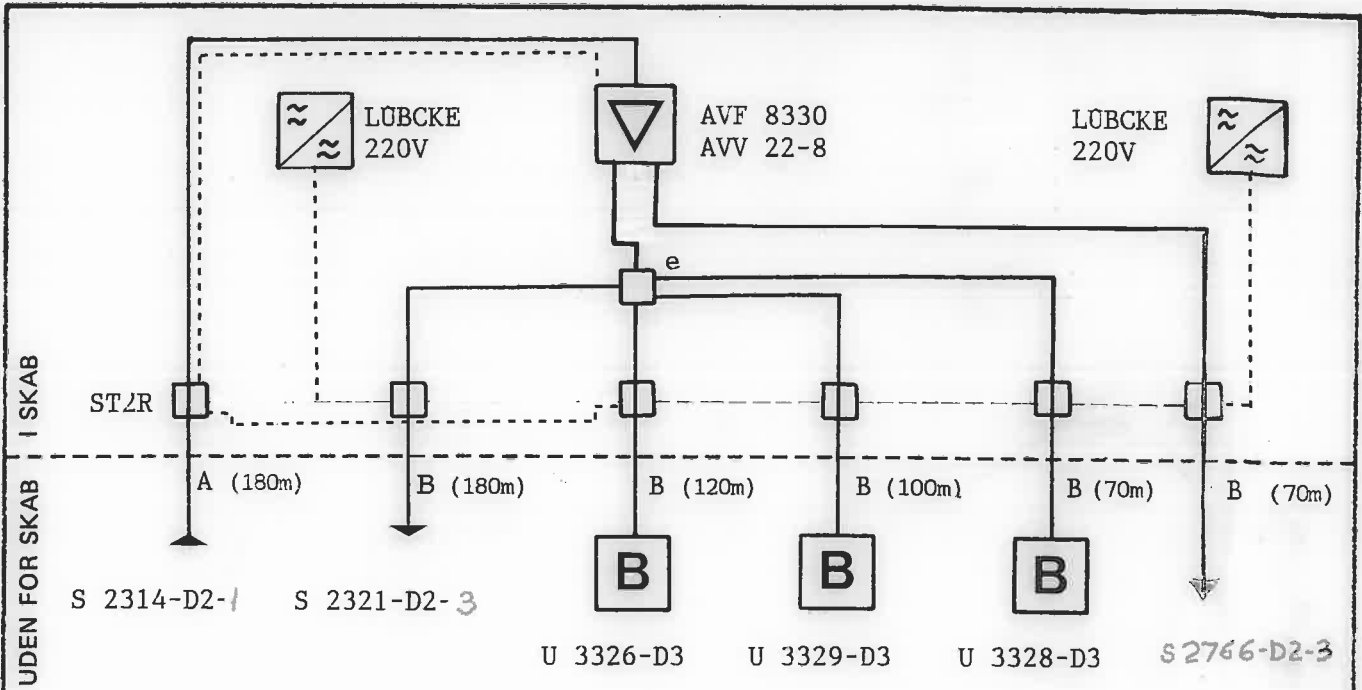 LÜBCKE
220V
AVF 8330
AVV 22-8
LÜBCKE
220V
e
I SKAB
ST2R
A (180m)
B (180m)
B (120m)
B (100m)
B (70m)
B (70m)
UDEN FOR SKAB
B
B
B
S 2314-D2-1
S 2321-D2-3
U 3326-D3
U 3329-D3
U 3328-D3
S 2766-D2-3